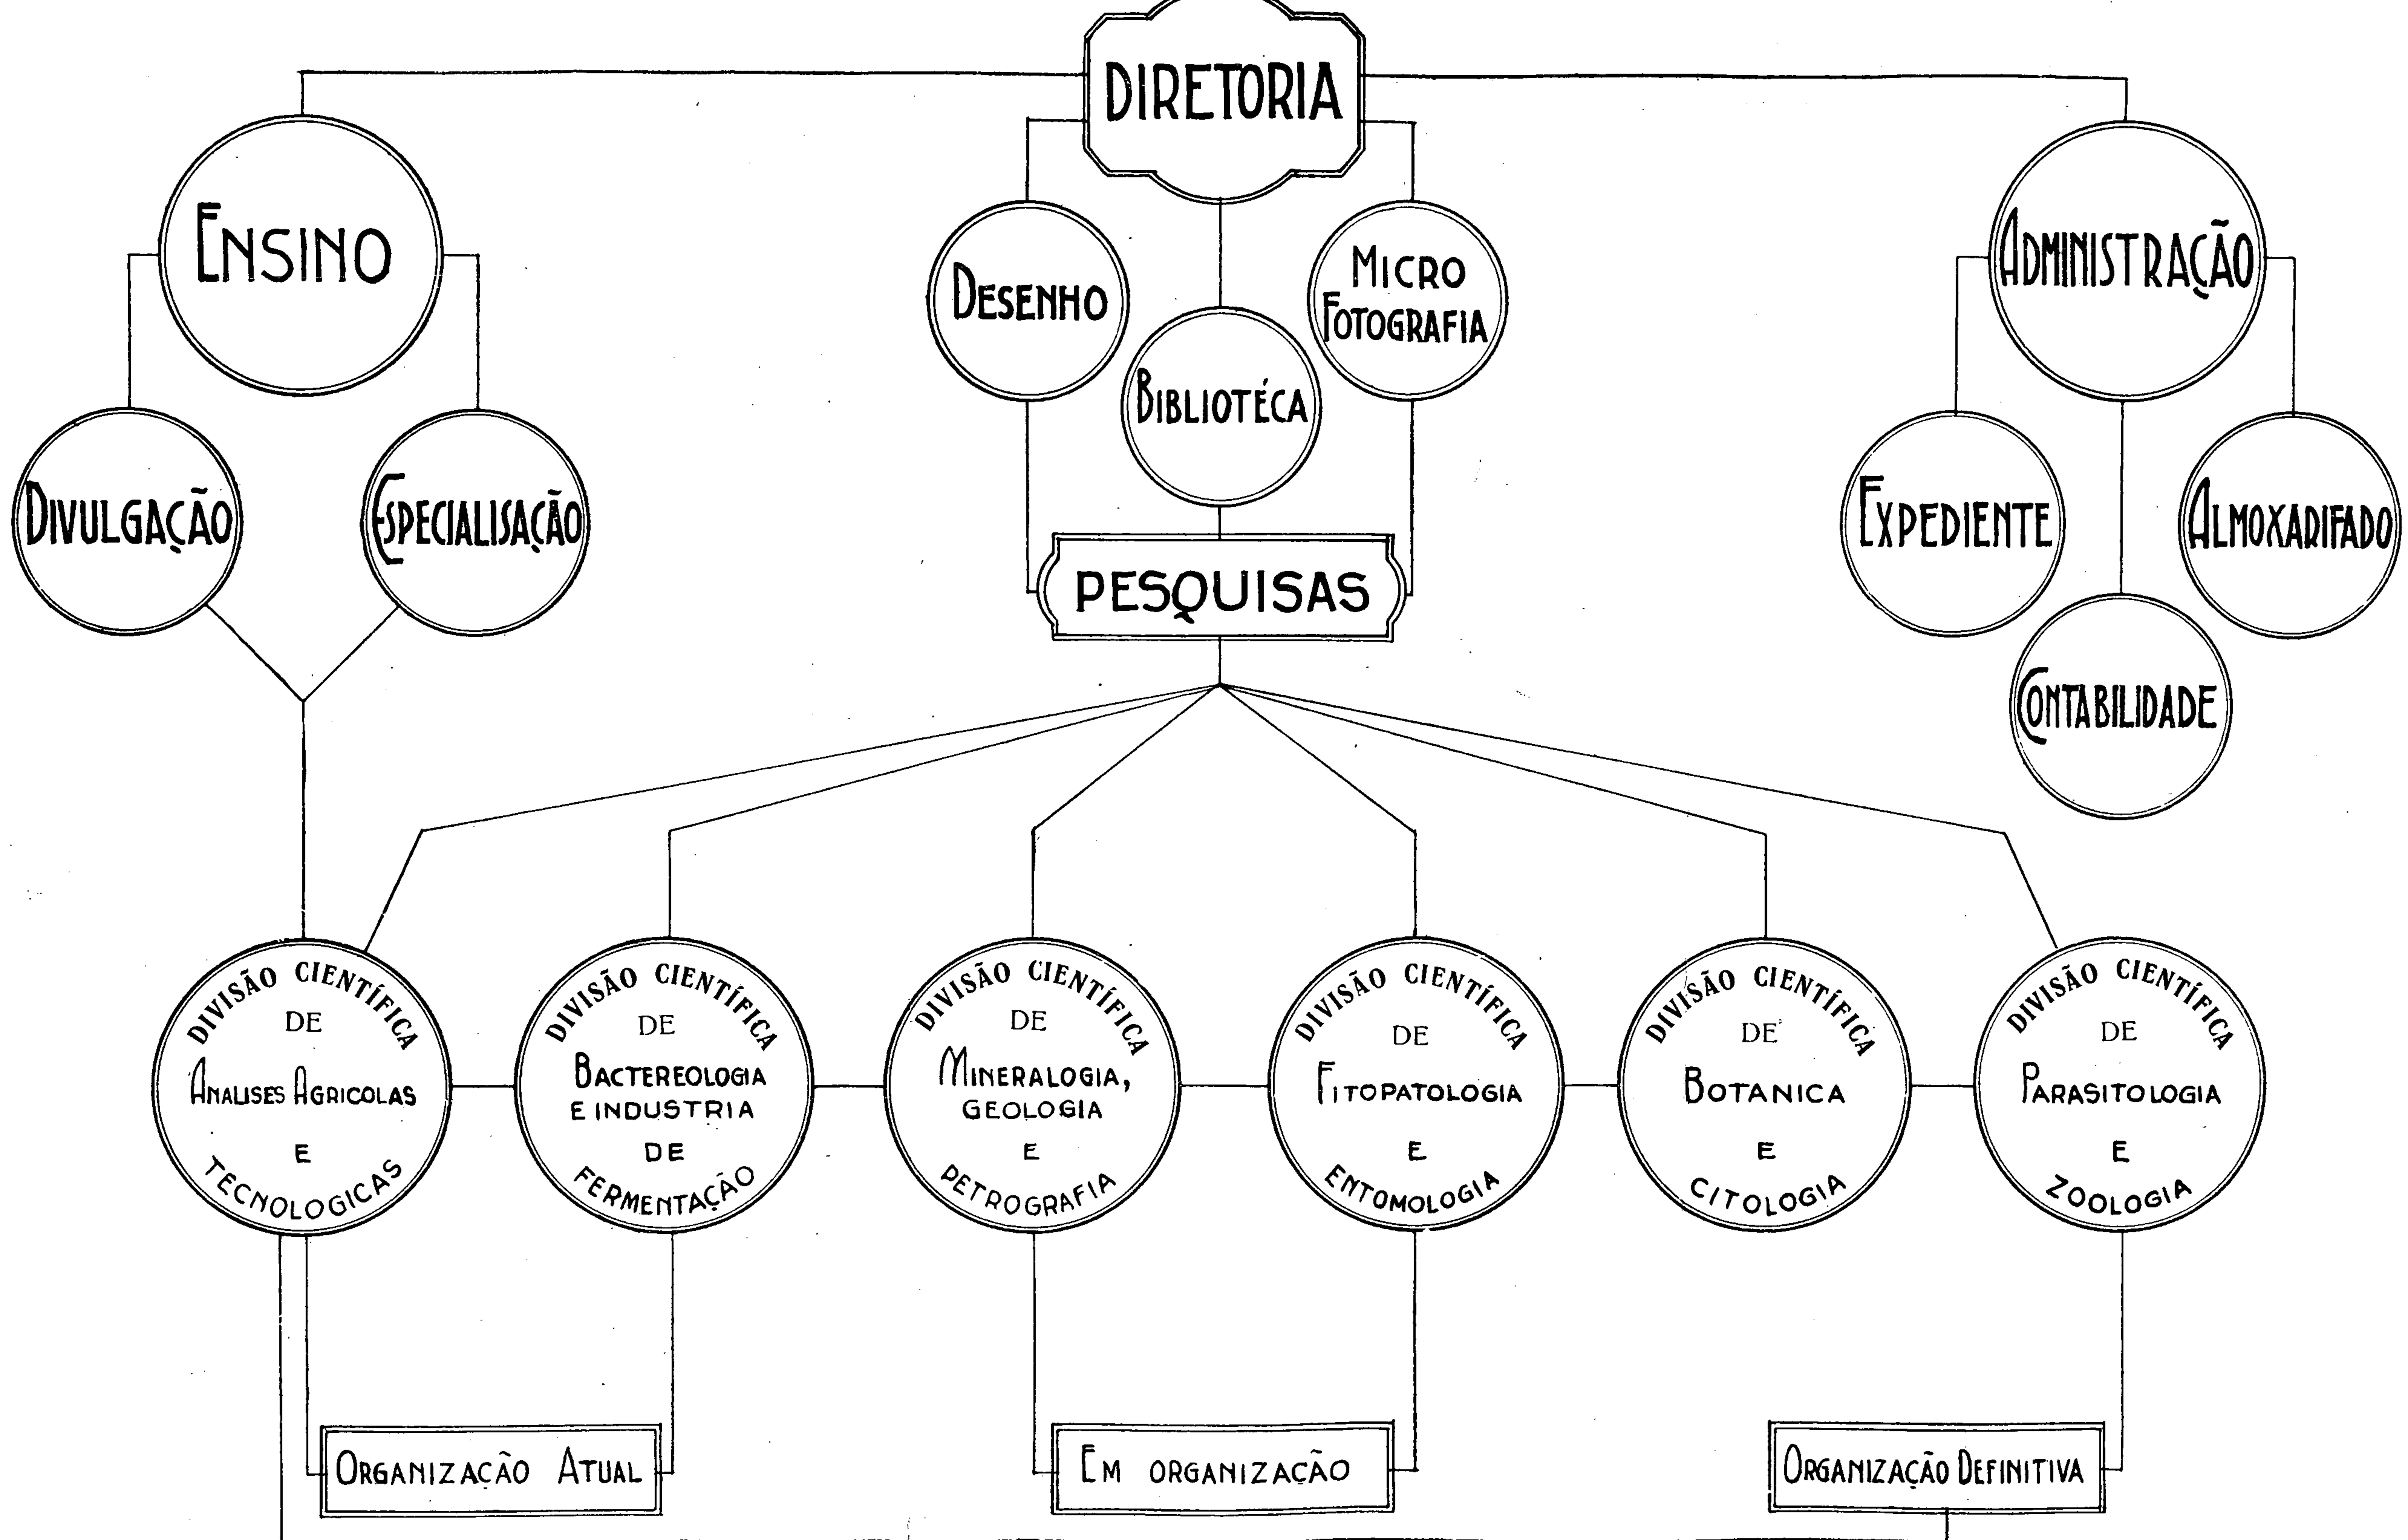 DIRETORIA
ENSINO
DESENHO
MICRO
FOTOGRAFIA
ADMINISTRAÇÃO
BIBLIOTÉCA
DIVULGAÇÃO
ESPECIALISAÇÃO
PESQUISAS
EXPEDIENTE
ALMOXARIFADO
CONTABILIDADE
DIVISÃO CIENTÍFICA
DE
ANALISES AGRICOLAS
E
TECNOLOGICAS
DIVISÃO CIENTÍFICA
DE
BACTEREOLOGIA
E INDUSTRIA
DE
FERMENTAÇÃO
DIVISÃO CIENTÍFICA
DE
MINERALOGIA,
GEOLOGIA
E
PETROGRAFIA
DIVISÃO CIENTÍFICA
DE
FITOPATOLOGIA
E
ENTOMOLOGIA
DIVISÃO CIENTÍFICA
DE
BOTANICA
E
CITOLOGIA
DIVISÃO CIENTÍFICA
DE
PARASITOLOGIA
E
ZOOLOGIA
ORGANIZAÇÃO ATUAL
EM ORGANIZAÇÃO
ORGANIZAÇÃO DEFINITIVA